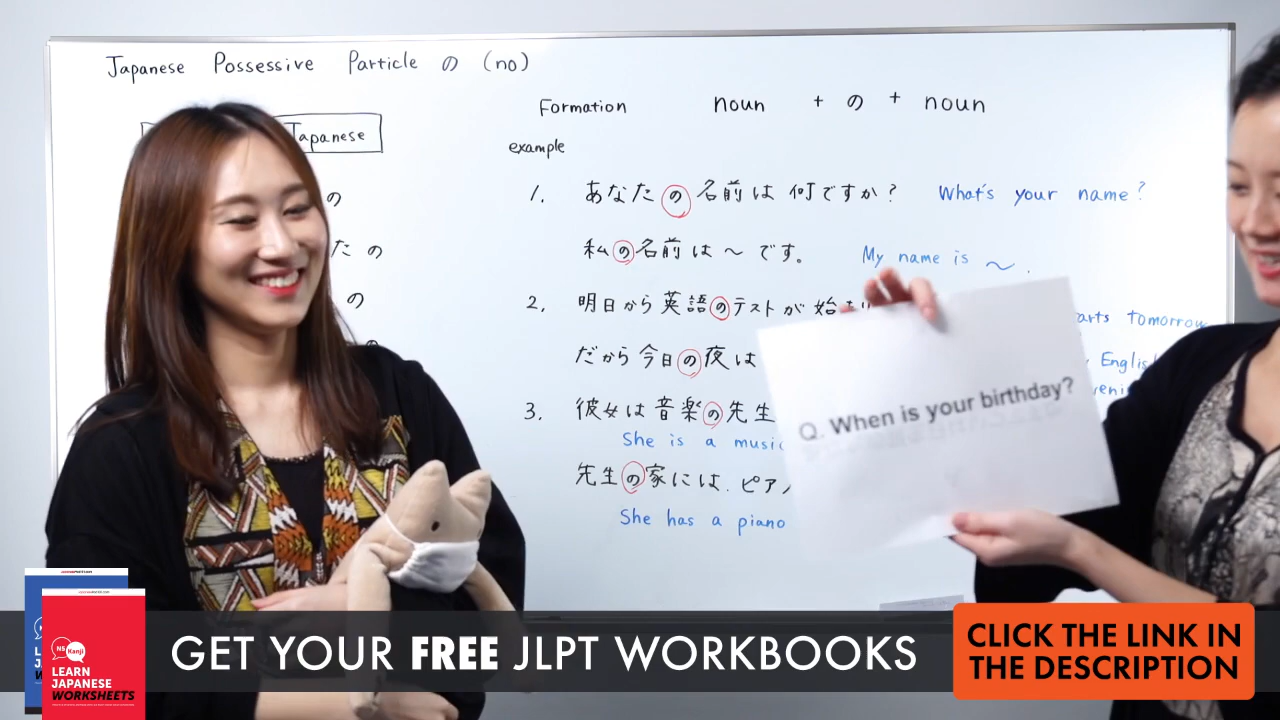 Japanese Possessive Particle の (no)
Japanese
の
た の
の
の
Formation noun + の + noun
example
1. あなたの名前は何ですか? What's your name?
私の名前は〜です。 My name is 〜.
2. 明日から英語のテストが始
arts tomorrow
だから今日の夜は
Englis
3. 彼女は音楽の先生
She is a music
先生の家には、ピアノ
She has a piano
Q. When is your birthday?
NS Kanji
LEARN
JAPANESE
WORKSHEETS
GET YOUR FREE JLPT WORKBOOKS
CLICK THE LINK IN
THE DESCRIPTION